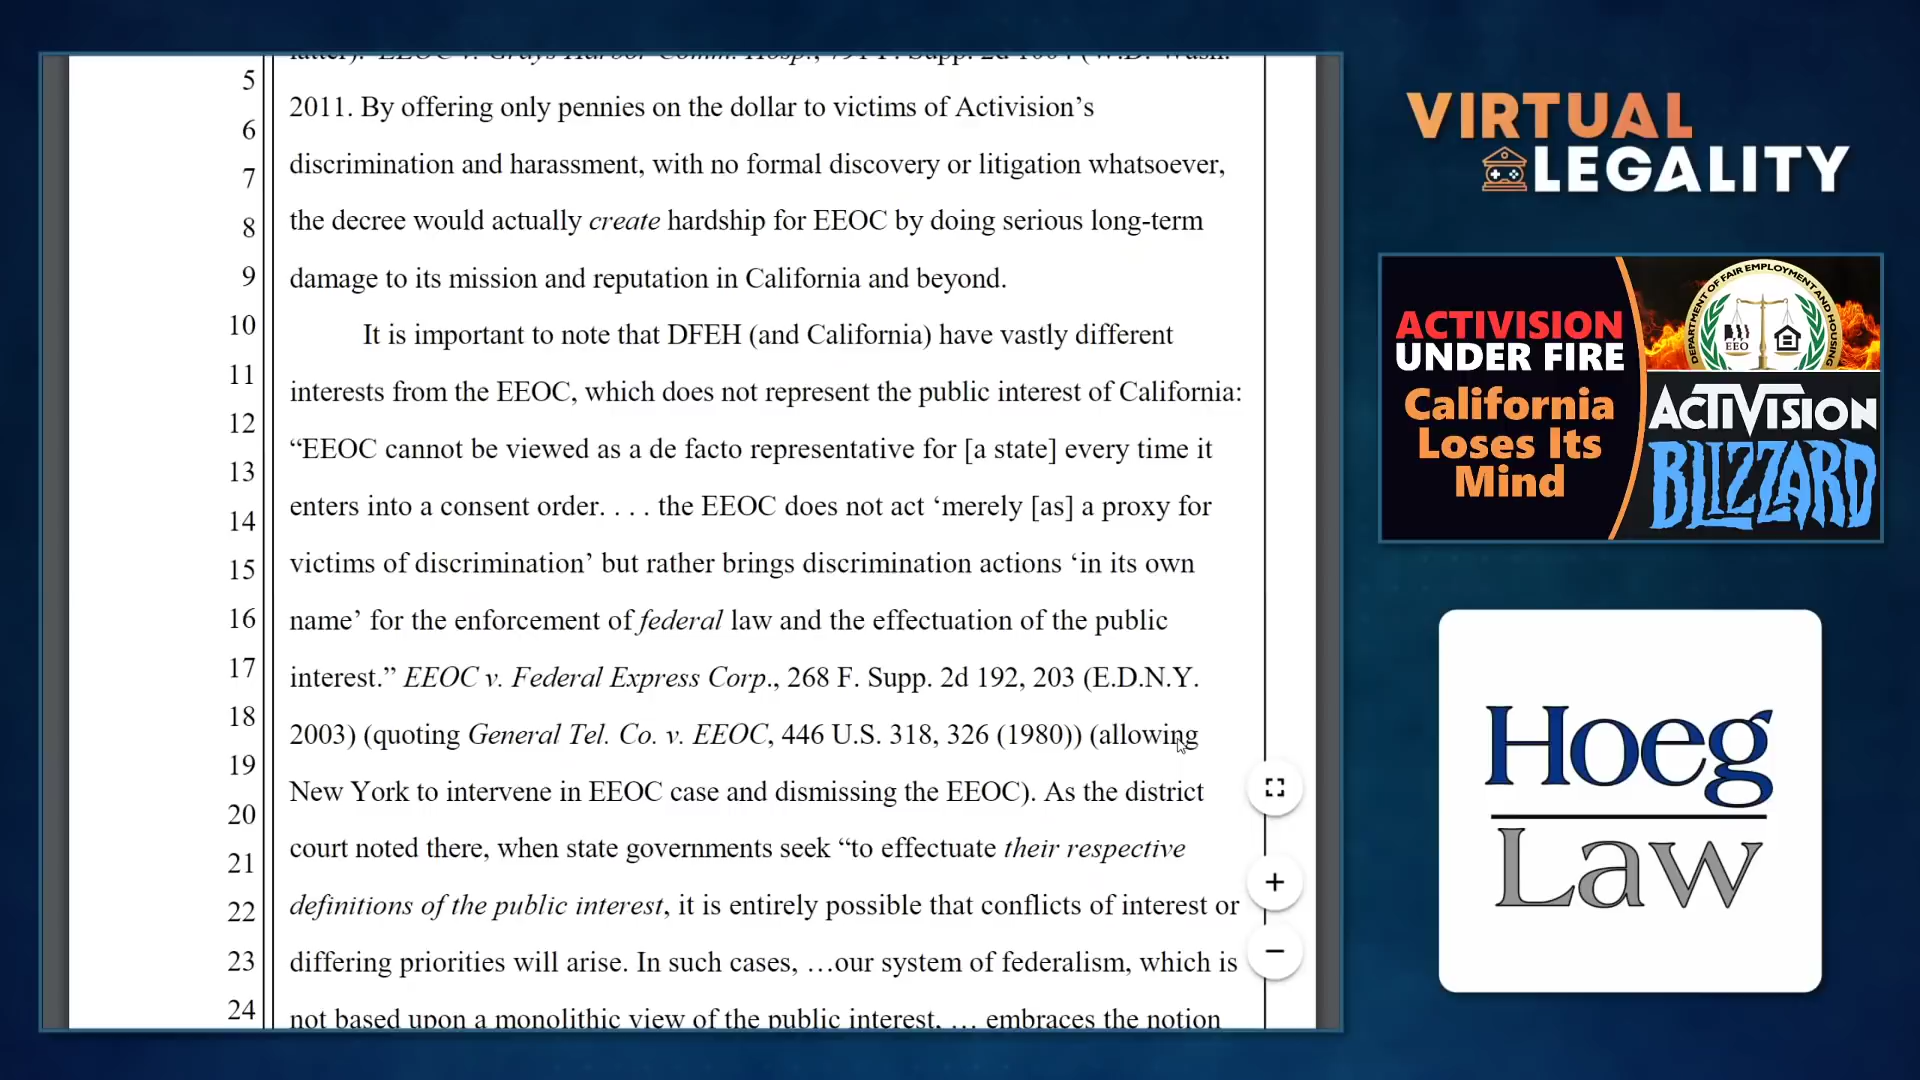 latter). EEOC v. Grays Harbor Comm. Hosp., 791 F. Supp. 2d 1004 (W.D. Wash.
5
2011. By offering only pennies on the dollar to victims of Activision’s
6
discrimination and harassment, with no formal discovery or litigation whatsoever,
7
the decree would actually create hardship for EEOC by doing serious long-term
8
damage to its mission and reputation in California and beyond.
9
It is important to note that DFEH (and California) have vastly different
10
interests from the EEOC, which does not represent the public interest of California:
11
“EEOC cannot be viewed as a de facto representative for [a state] every time it
12
enters into a consent order. . . . the EEOC does not act ‘merely [as] a proxy for
13
victims of discrimination’ but rather brings discrimination actions ‘in its own
14
name’ for the enforcement of federal law and the effectuation of the public
15
interest.” EEOC v. Federal Express Corp., 268 F. Supp. 2d 192, 203 (E.D.N.Y.
16
2003) (quoting General Tel. Co. v. EEOC, 446 U.S. 318, 326 (1980)) (allowing
17
New York to intervene in EEOC case and dismissing the EEOC). As the district
18
court noted there, when state governments seek “to effectuate their respective
19
definitions of the public interest, it is entirely possible that conflicts of interest or
20
differing priorities will arise. In such cases, …our system of federalism, which is
21
not based upon a monolithic view of the public interest, … embraces the notion
22
23
24
VIRTUAL
LEGALITY
ACTIVISION
UNDER FIRE
California
Loses Its
Mind
DEPARTMENT OF FAIR EMPLOYMENT AND HOUSING
EEO
ACTIVISION
BLIZZARD
Hoeg
Law